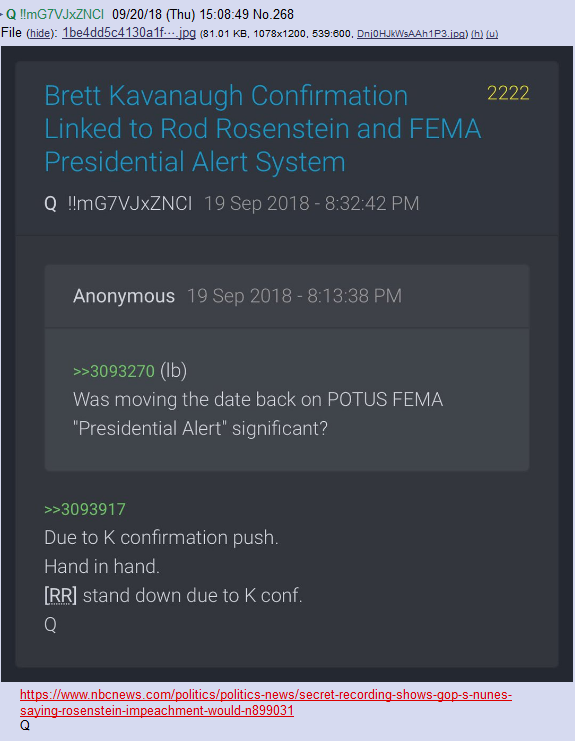 Q !!mG7VJxZNCI 09/20/18 (Thu) 15:08:49 No.268
File (hide): 1be4dd5c4130a1f⋯.jpg (81.01 KB, 1078x1200, 539:600, Dnj0HJkWsAAh1P3.jpg) (h) (u)
Brett Kavanaugh Confirmation 2222
Linked to Rod Rosenstein and FEMA
Presidential Alert System
Q !!mG7VJxZNCI 19 Sep 2018 - 8:32:42 PM
Anonymous 19 Sep 2018 - 8:13:38 PM
>>3093270 (lb)
Was moving the date back on POTUS FEMA
"Presidential Alert" significant?
>>3093917
Due to K confirmation push.
Hand in hand.
[RR] stand down due to K conf.
Q
https://www.nbcnews.com/politics/politics-news/secret-recording-shows-gop-s-nunes-
saying-rosenstein-impeachment-would-n899031
Q